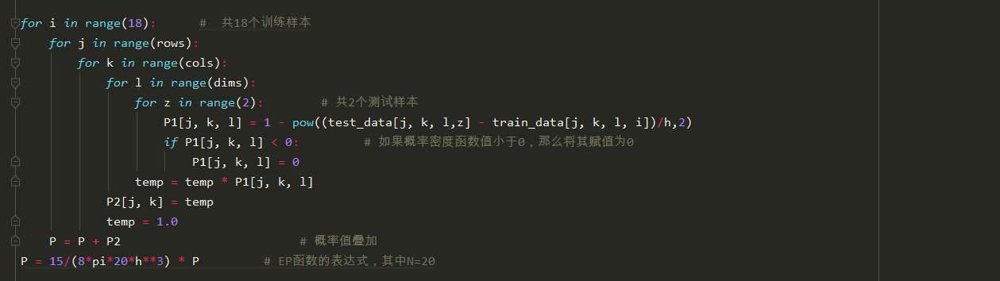 for i in range(18):      #  共18个训练样本
    for j in range(rows):
        for k in range(cols):
            for l in range(dims):
                for z in range(2):        # 共2个测试样本
                    P1[j, k, l] = 1 - pow((test_data[j, k, l,z] - train_data[j, k, l, i])/h,2)
                    if P1[j, k, l] < 0:         # 如果概率密度函数值小于0，那么将其赋值为0
                        P1[j, k, l] = 0
                temp = temp * P1[j, k, l]
            P2[j, k] = temp
            temp = 1.0
    P = P + P2                         # 概率值叠加
P = 15/(8*pi*20*h**3) * P         # EP函数的表达式，其中N=20